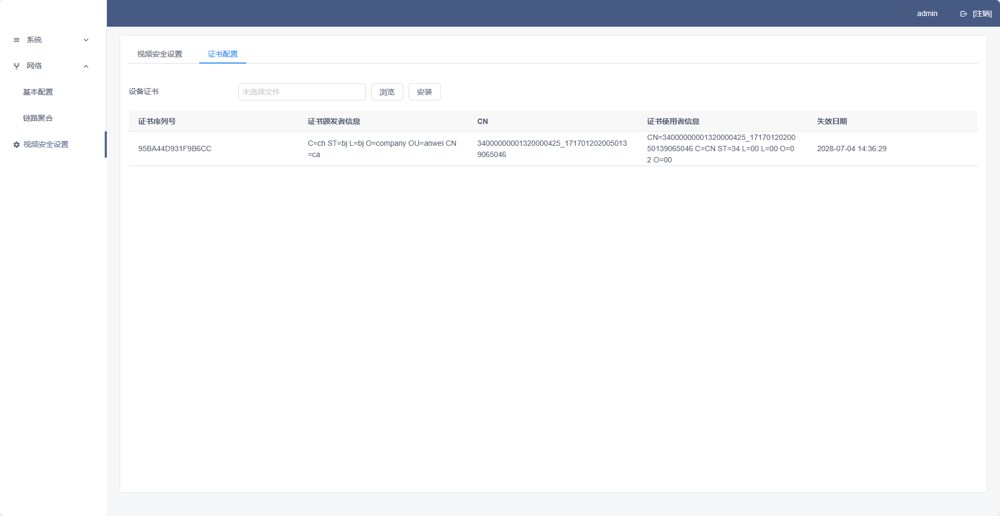 admin
[注销]
系统
网络
基本配置
链路聚合
视频安全设置
视频安全设置
证书配置
设备证书
未选择文件
浏览
安装
证书序列号
证书颁发者信息
CN
证书使用者信息
失效日期
95BA44D931F9B6CC
C=ch ST=bj L=bj O=company OU=anwei CN
=ca
34000000001320000425_171701202005013
9065046
CN=34000000001320000425_17170120200
50139065046 C=CN ST=34 L=00 L=00 O=0
2 O=00
2028-07-04 14:36:29